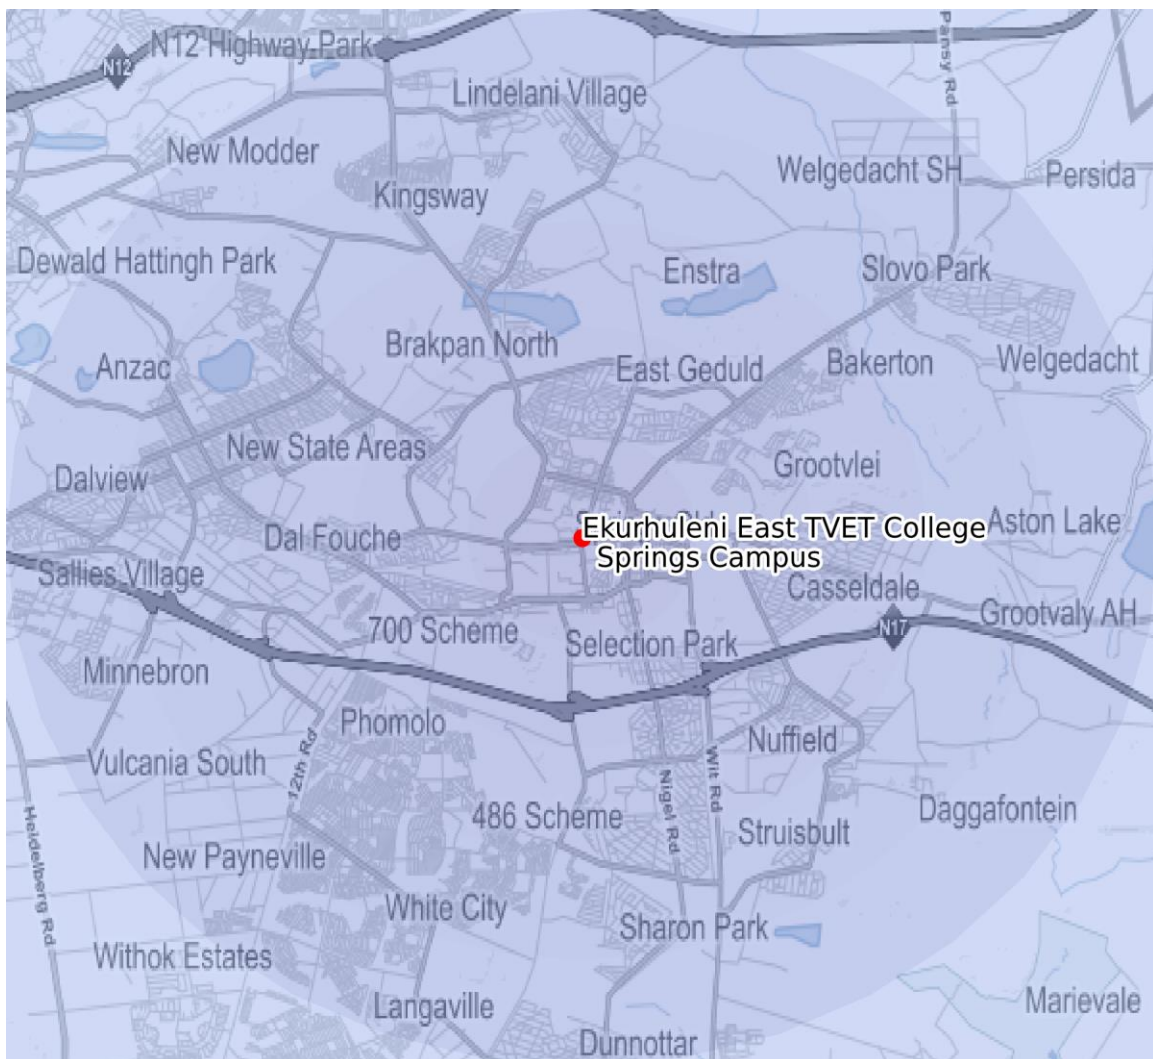 N12 Highway Park
N12
Pansy Rd
Lindelani Village
New Modder
Welgedacht SH
Persida
Kingsway
Dewald Hattingh Park
Enstra
Slovo Park
Brakpan North
Anzac
East Geduld
Bakerton
Welgedacht
New State Areas
Grootvlei
Dalview
Ekurhuleni East TVET College
Springs Campus
Aston Lake
Dal Fouche
Sallies Village
Casseldale
Grootvaly AH
700 Scheme
N17
Selection Park
Minnebron
Phomolo
Nuffield
Vulcania South
12th Rd
Wit Rd
Nigel Rd
486 Scheme
Daggafontein
Struisbult
Heidelberg Rd
New Payneville
White City
Sharon Park
Withok Estates
Langaville
Marievale
Dunnottar